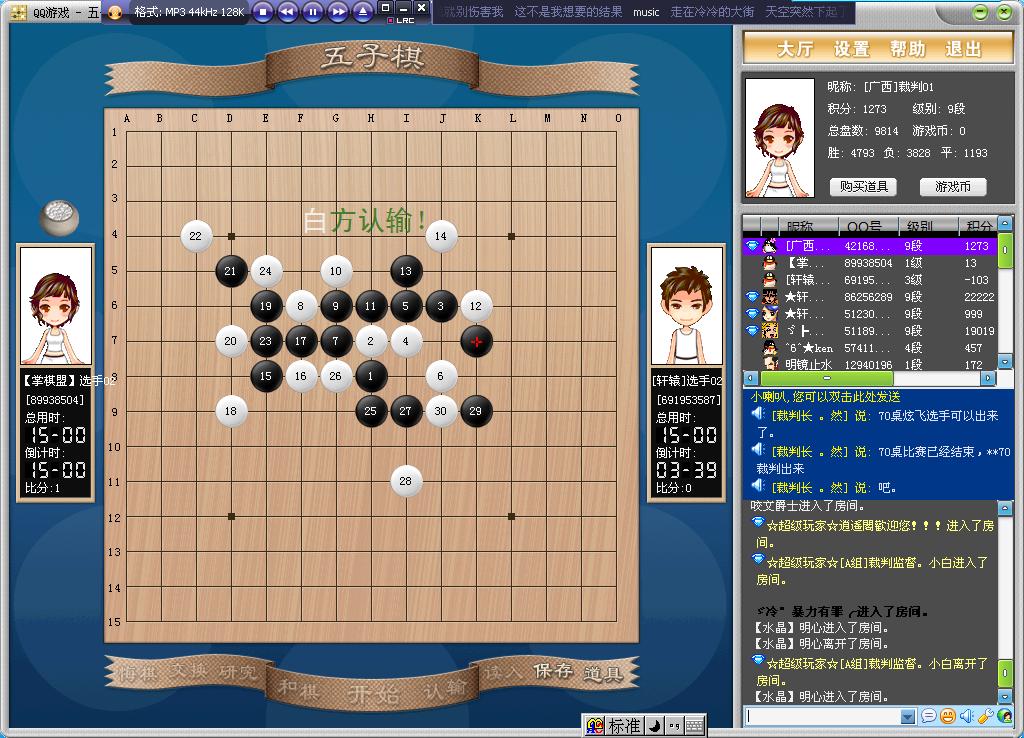 QQ游戏 - 五
格式: MP3 44kHz 128K
LRC
就别伤害我 这不是我想要的结果 music 走在冷冷的大街 天空突然下起
五子棋
大厅 设置 帮助 退出
昵称: [广西]裁判01
积分: 1273 级别: 9段
总盘数: 9814 游戏币: 0
胜: 4793 负: 3828 平: 1193
购买道具 游戏币
A B C D E F G H I J K L M N O
1
2
3
4
5
6
7
8
9
10
11
12
13
14
15
白方认输!
22 14
21 24 10 13
19 8 9 11 5 3 12
20 23 17 7 2 4
15 16 26 1 6
18 25 27 30 29
28
【掌棋盟】选手02
[89938504]
总用时:
15-00
倒计时:
15-00
比分:1
[轩辕]选手02
[691953587]
总用时:
15-00
倒计时:
03-39
比分:0
昵称 QQ号 级别 积分
[广西... 42168... 9段 1273
【掌... 89938504 1级 13
[轩辕... 69195... 3级 -103
★轩... 86256289 9段 22222
★轩... 51230... 9段 999
51189... 9段 19019
ˆ6ˆ★ken 57411... 4段 457
明镜止水 12940196 1级 172
小喇叭,您可以双击此处发送
[裁判长 。然] 说: 70桌炫飞选手可以出来
了。
[裁判长 。然] 说: 70桌比赛已经结束，**70
裁判出来
[裁判长 。然] 说: 吧。
咬文爵士进入了房间。
☆超级玩家☆逍遙閣歡迎您！！！进入了房
间。
☆超级玩家☆[A组]裁判监督。小白进入了
房间。
暴力有罪 进入了房间。
【水晶】明心进入了房间。
【水晶】明心离开了房间。
☆超级玩家☆[A组]裁判监督。小白离开了
房间。
【水晶】明心进入了房间。
悔棋 交换 研究 和棋 开始 认输 读入 保存 道具
标准